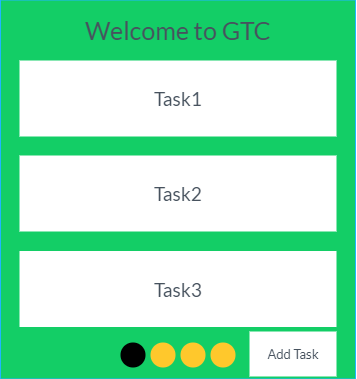 Welcome to GTC
Task1
Task2
Task3
Add Task